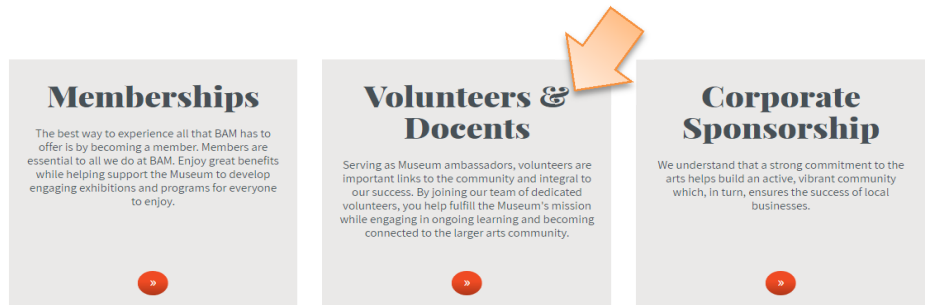 Memberships
The best way to experience all that BAM has to
offer is by becoming a member. Members are
essential to all we do at BAM. Enjoy great benefits
while helping support the Museum to develop
engaging exhibitions and programs for everyone
to enjoy.
»
Volunteers &
Docents
Serving as Museum ambassadors, volunteers are
important links to the community and integral to
our success. By joining our team of dedicated
volunteers, you help fulfill the Museum's mission
while engaging in ongoing learning and becoming
connected to the larger arts community.
»
Corporate
Sponsorship
We understand that a strong commitment to the
arts helps build an active, vibrant community
which, in turn, ensures the success of local
businesses.
»